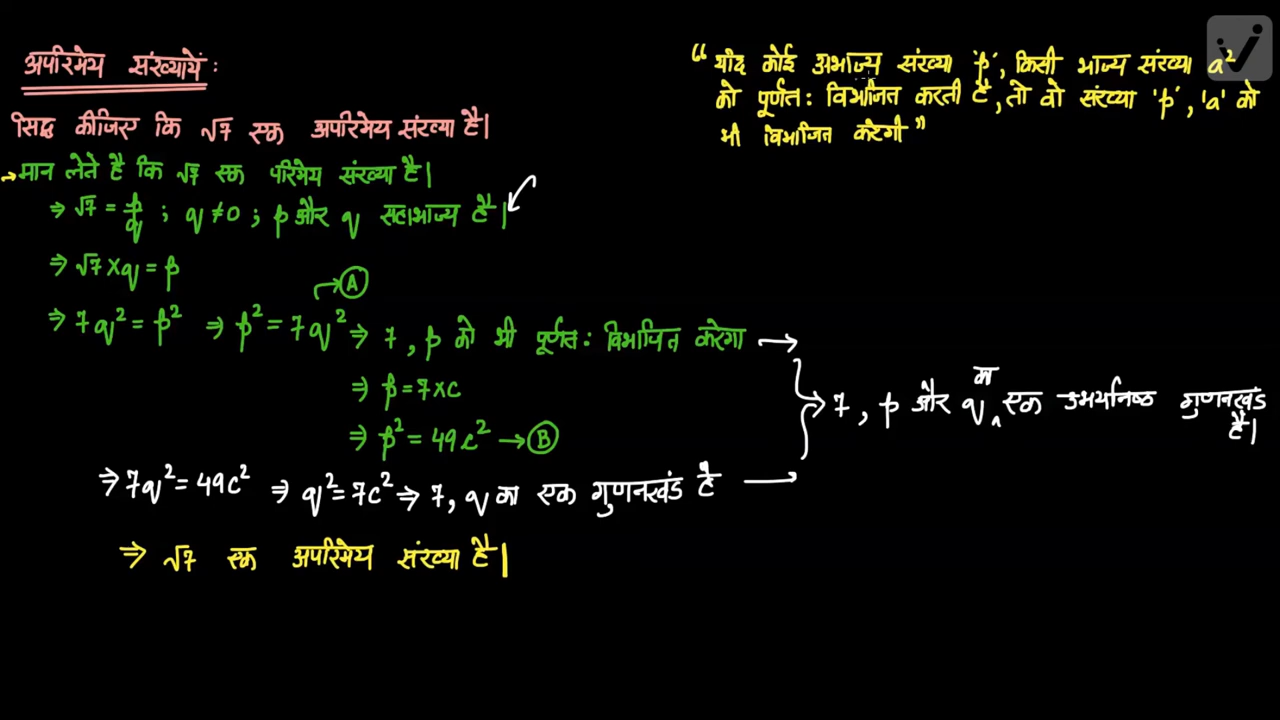 अपरिमेय संख्यायें:
सिद्ध कीजिए कि √7 एक अपरिमेय संख्या है।
→ मान लेते है कि √7 एक परिमेय संख्या है।
⇒ √7 = p/q ; q ≠ 0 ; p और q सहाभाज्य है।
⇒ √7 × q = p
⇒ 7q² = p² ⇒ p² = 7q² → Ⓐ ⇒ 7, p को भी पूर्णत: विभाजित करेगा →
⇒ p = 7×c
⇒ p² = 49c² → Ⓑ
⇒ 7q² = 49c² ⇒ q² = 7c² ⇒ 7, q का एक गुणनखंड है
⇒ √7 एक अपरिमेय संख्या है।
"यदि कोई अभाज्य संख्या 'p', किसी भाज्य संख्या a²
को पूर्णत: विभाजित करती है, तो वो संख्या 'p', 'a' को
भी विभाजित करेगी"
7, p और q का एक उभयनिष्ठ गुणनखंड
है।